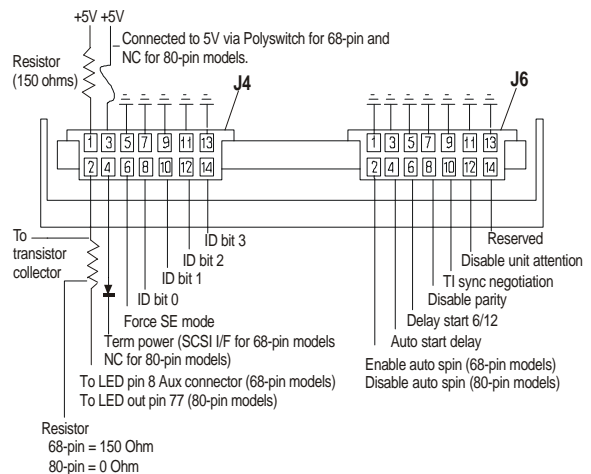 +5V +5V
Connected to 5V via Polyswitch for 68-pin and
NC for 80-pin models.
Resistor
(150 ohms)
J4
J6
1 3 5 7 9 11 13
2 4 6 8 10 12 14
1 3 5 7 9 11 13
2 4 6 8 10 12 14
To
transistor
collector
ID bit 3
ID bit 2
ID bit 1
ID bit 0
Force SE mode
Term power (SCSI I/F for 68-pin models
NC for 80-pin models)
To LED pin 8 Aux connector (68-pin models)
To LED out pin 77 (80-pin models)
Resistor
68-pin = 150 Ohm
80-pin = 0 Ohm
Reserved
Disable unit attention
TI sync negotiation
Disable parity
Delay start 6/12
Auto start delay
Enable auto spin (68-pin models)
Disable auto spin (80-pin models)